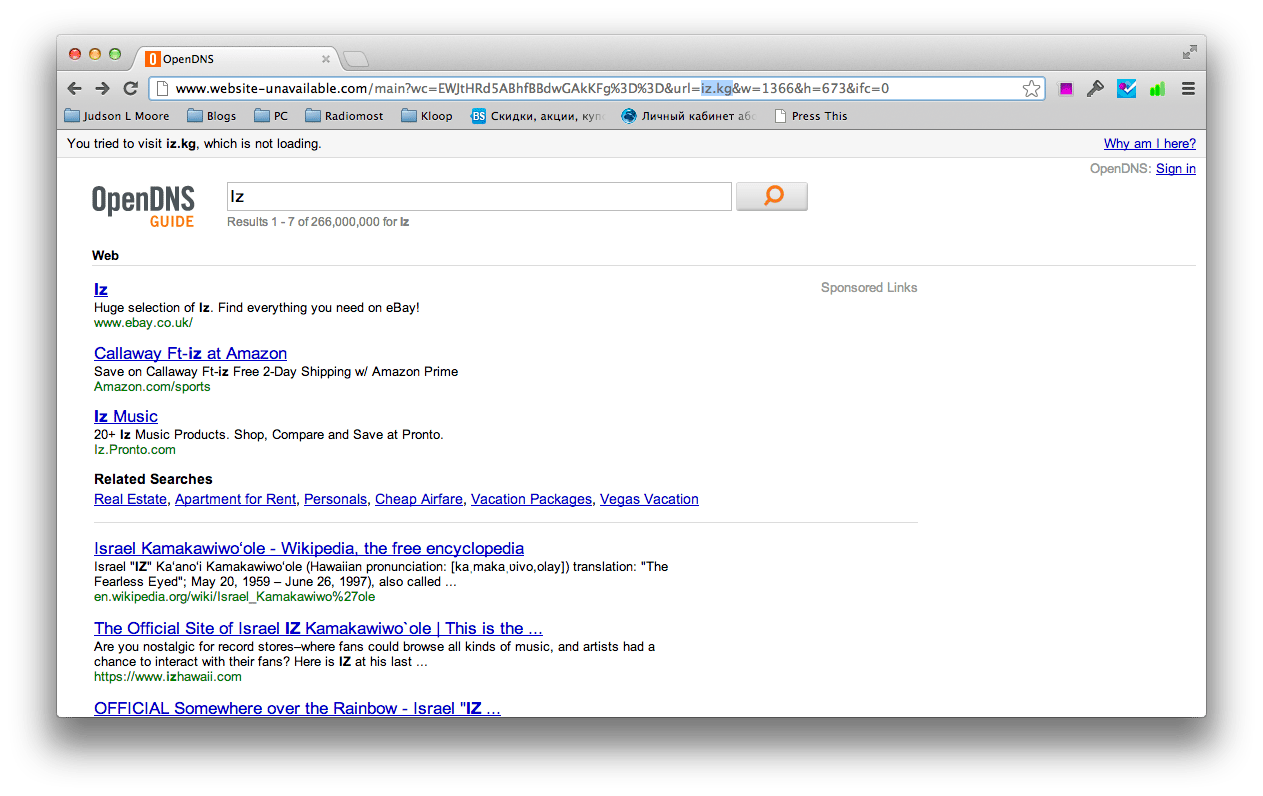 OpenDNS
www.website-unavailable.com/main?wc=EWJtHRd5ABhfBBdwGAkKFg%3D%3D&url=iz.kg&w=1366&h=673&ifc=0
Judson L Moore Blogs PC Radiomost Kloop BS Скидки, акции, купо Личный кабинет або Press This
You tried to visit iz.kg, which is not loading. Why am I here?
OpenDNS: Sign in
OpenDNS
GUIDE
Iz
Results 1 - 7 of 266,000,000 for Iz
Web
Iz
Sponsored Links
Huge selection of Iz. Find everything you need on eBay!
www.ebay.co.uk/
Callaway Ft-iz at Amazon
Save on Callaway Ft-iz Free 2-Day Shipping w/ Amazon Prime
Amazon.com/sports
Iz Music
20+ Iz Music Products. Shop, Compare and Save at Pronto.
Iz.Pronto.com
Related Searches
Real Estate, Apartment for Rent, Personals, Cheap Airfare, Vacation Packages, Vegas Vacation
Israel Kamakawiwoʻole - Wikipedia, the free encyclopedia
Israel "IZ" Kaʻanoʻi Kamakawiwoʻole (Hawaiian pronunciation: [kaˌmakaˌʋivoˌolay]) translation: "The
Fearless Eyed"; May 20, 1959 – June 26, 1997), also called ...
en.wikipedia.org/wiki/Israel_Kamakawiwo%27ole
The Official Site of Israel IZ Kamakawiwo`ole | This is the ...
Are you nostalgic for record stores–where fans could browse all kinds of music, and artists had a
chance to interact with their fans? Here is IZ at his last ...
https://www.izhawaii.com
OFFICIAL Somewhere over the Rainbow - Israel "IZ ...